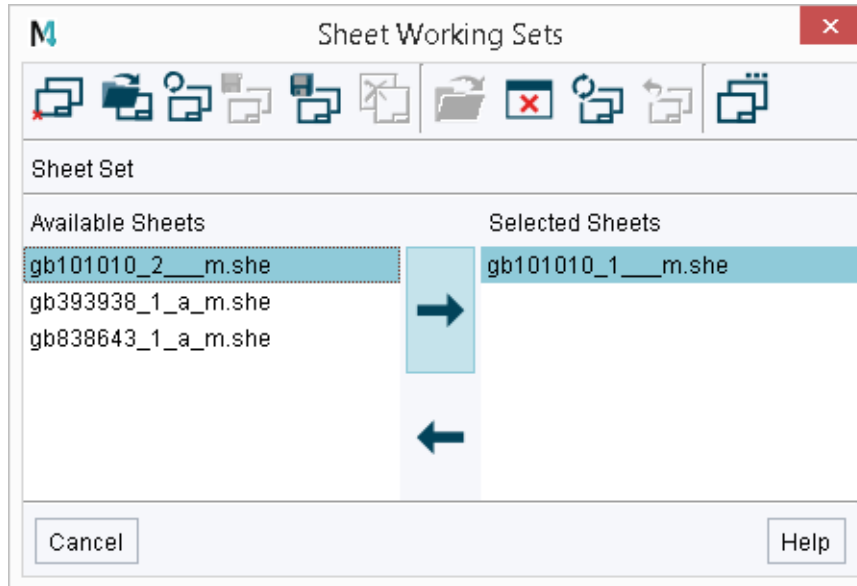 Sheet Working Sets
Sheet Set
Available Sheets
Selected Sheets
gb101010_2___m.she
gb101010_1___m.she
gb393938_1_a_m.she
gb838643_1_a_m.she
Cancel
Help